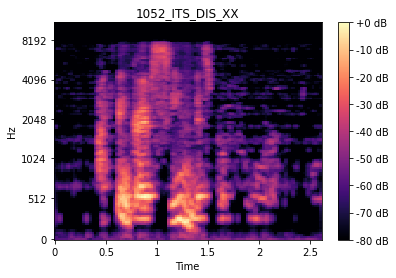 1052_ITS_DIS_XX
+0 dB
8192
-10 dB
4096
-20 dB
-30 dB
2048
-40 dB
Hz
1024
-50 dB
512
-60 dB
-70 dB
0
-80 dB
0 0.5 1 1.5 2 2.5
Time